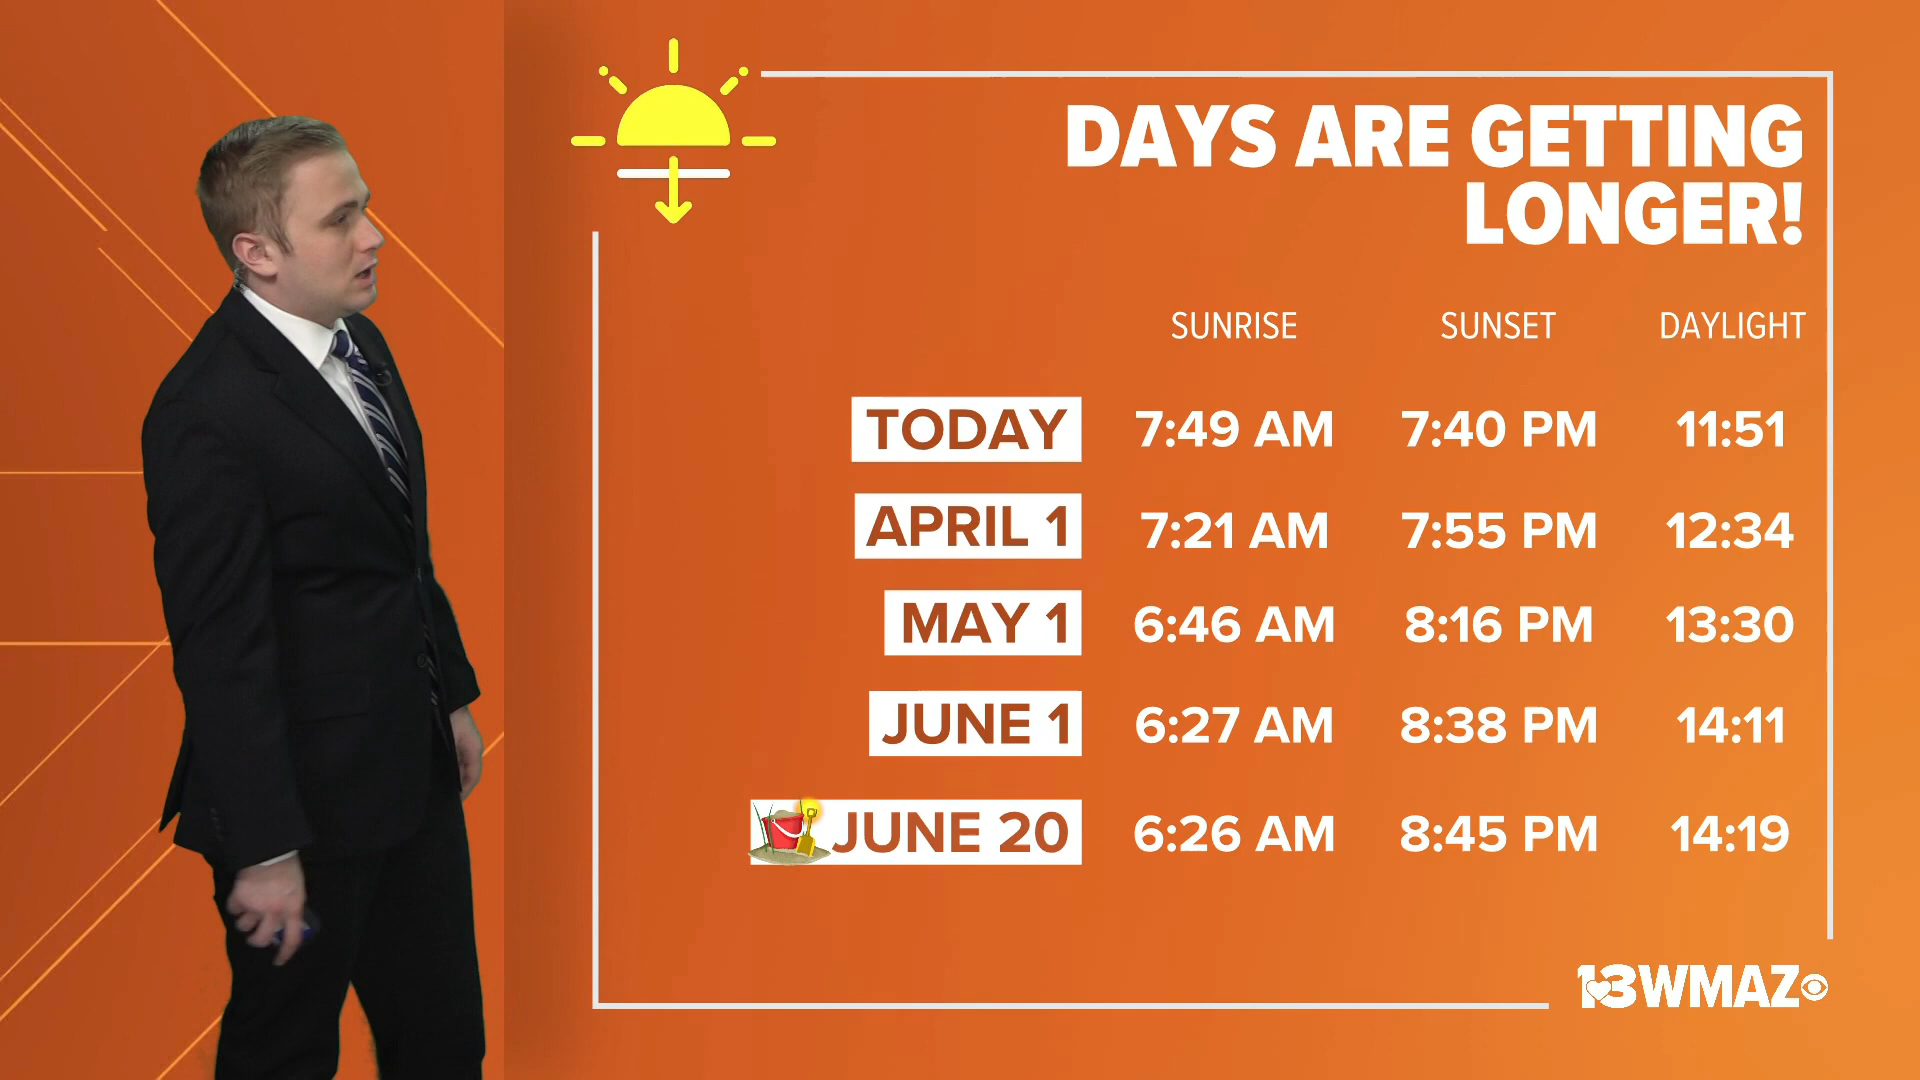 DAYS ARE GETTING
LONGER!
SUNRISE SUNSET DAYLIGHT
TODAY 7:49 AM 7:40 PM 11:51
APRIL 1 7:21 AM 7:55 PM 12:34
MAY 1 6:46 AM 8:16 PM 13:30
JUNE 1 6:27 AM 8:38 PM 14:11
JUNE 20 6:26 AM 8:45 PM 14:19
13WMAZ